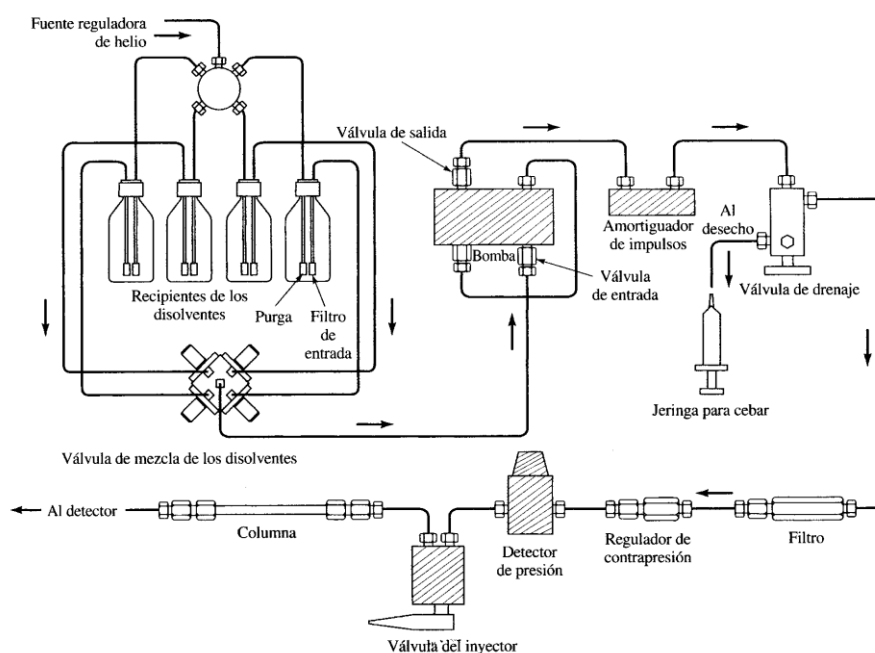 Fuente reguladora
de helio
Válvula de salida
Bomba
Amortiguador
de impulsos
Al
desecho
Válvula
de entrada
Válvula de drenaje
Recipientes de los
disolventes
Purga
Filtro
de
entrada
Jeringa para cebar
Válvula de mezcla de los disolventes
Al detector
Columna
Detector
de presión
Regulador de
contrapresión
Filtro
Válvula del inyector